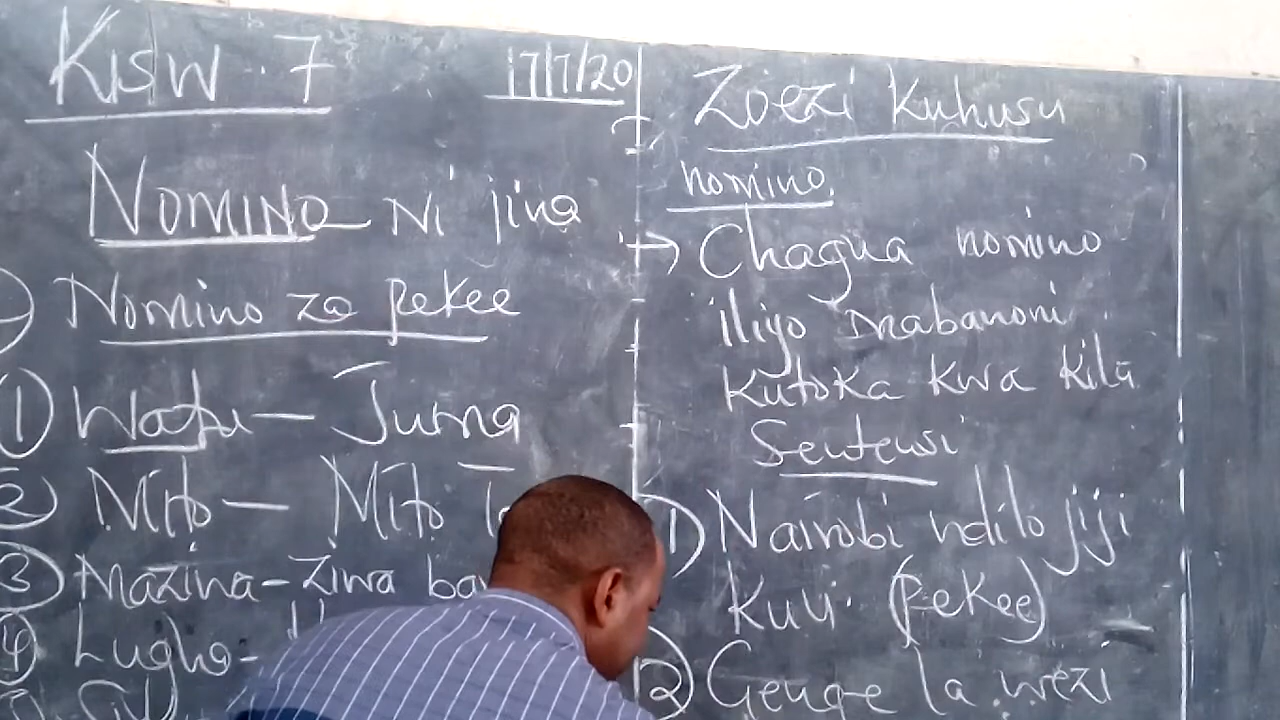 Kisw. 7
17/7/20
Nomino - Ni jina
Nomino za pekee
① Watu - Juma
② Mito - Mito
③ Maziwa - Ziwa
④ Lugha -
Zoezi Kuhusu
nomino.
→ Chagua nomino
iliyo mabanoni
Kutoka kwa kila
Sentensi
1) Nairobi ndilo jiji
Kuu. (Pekee)
2) Genge la wezi